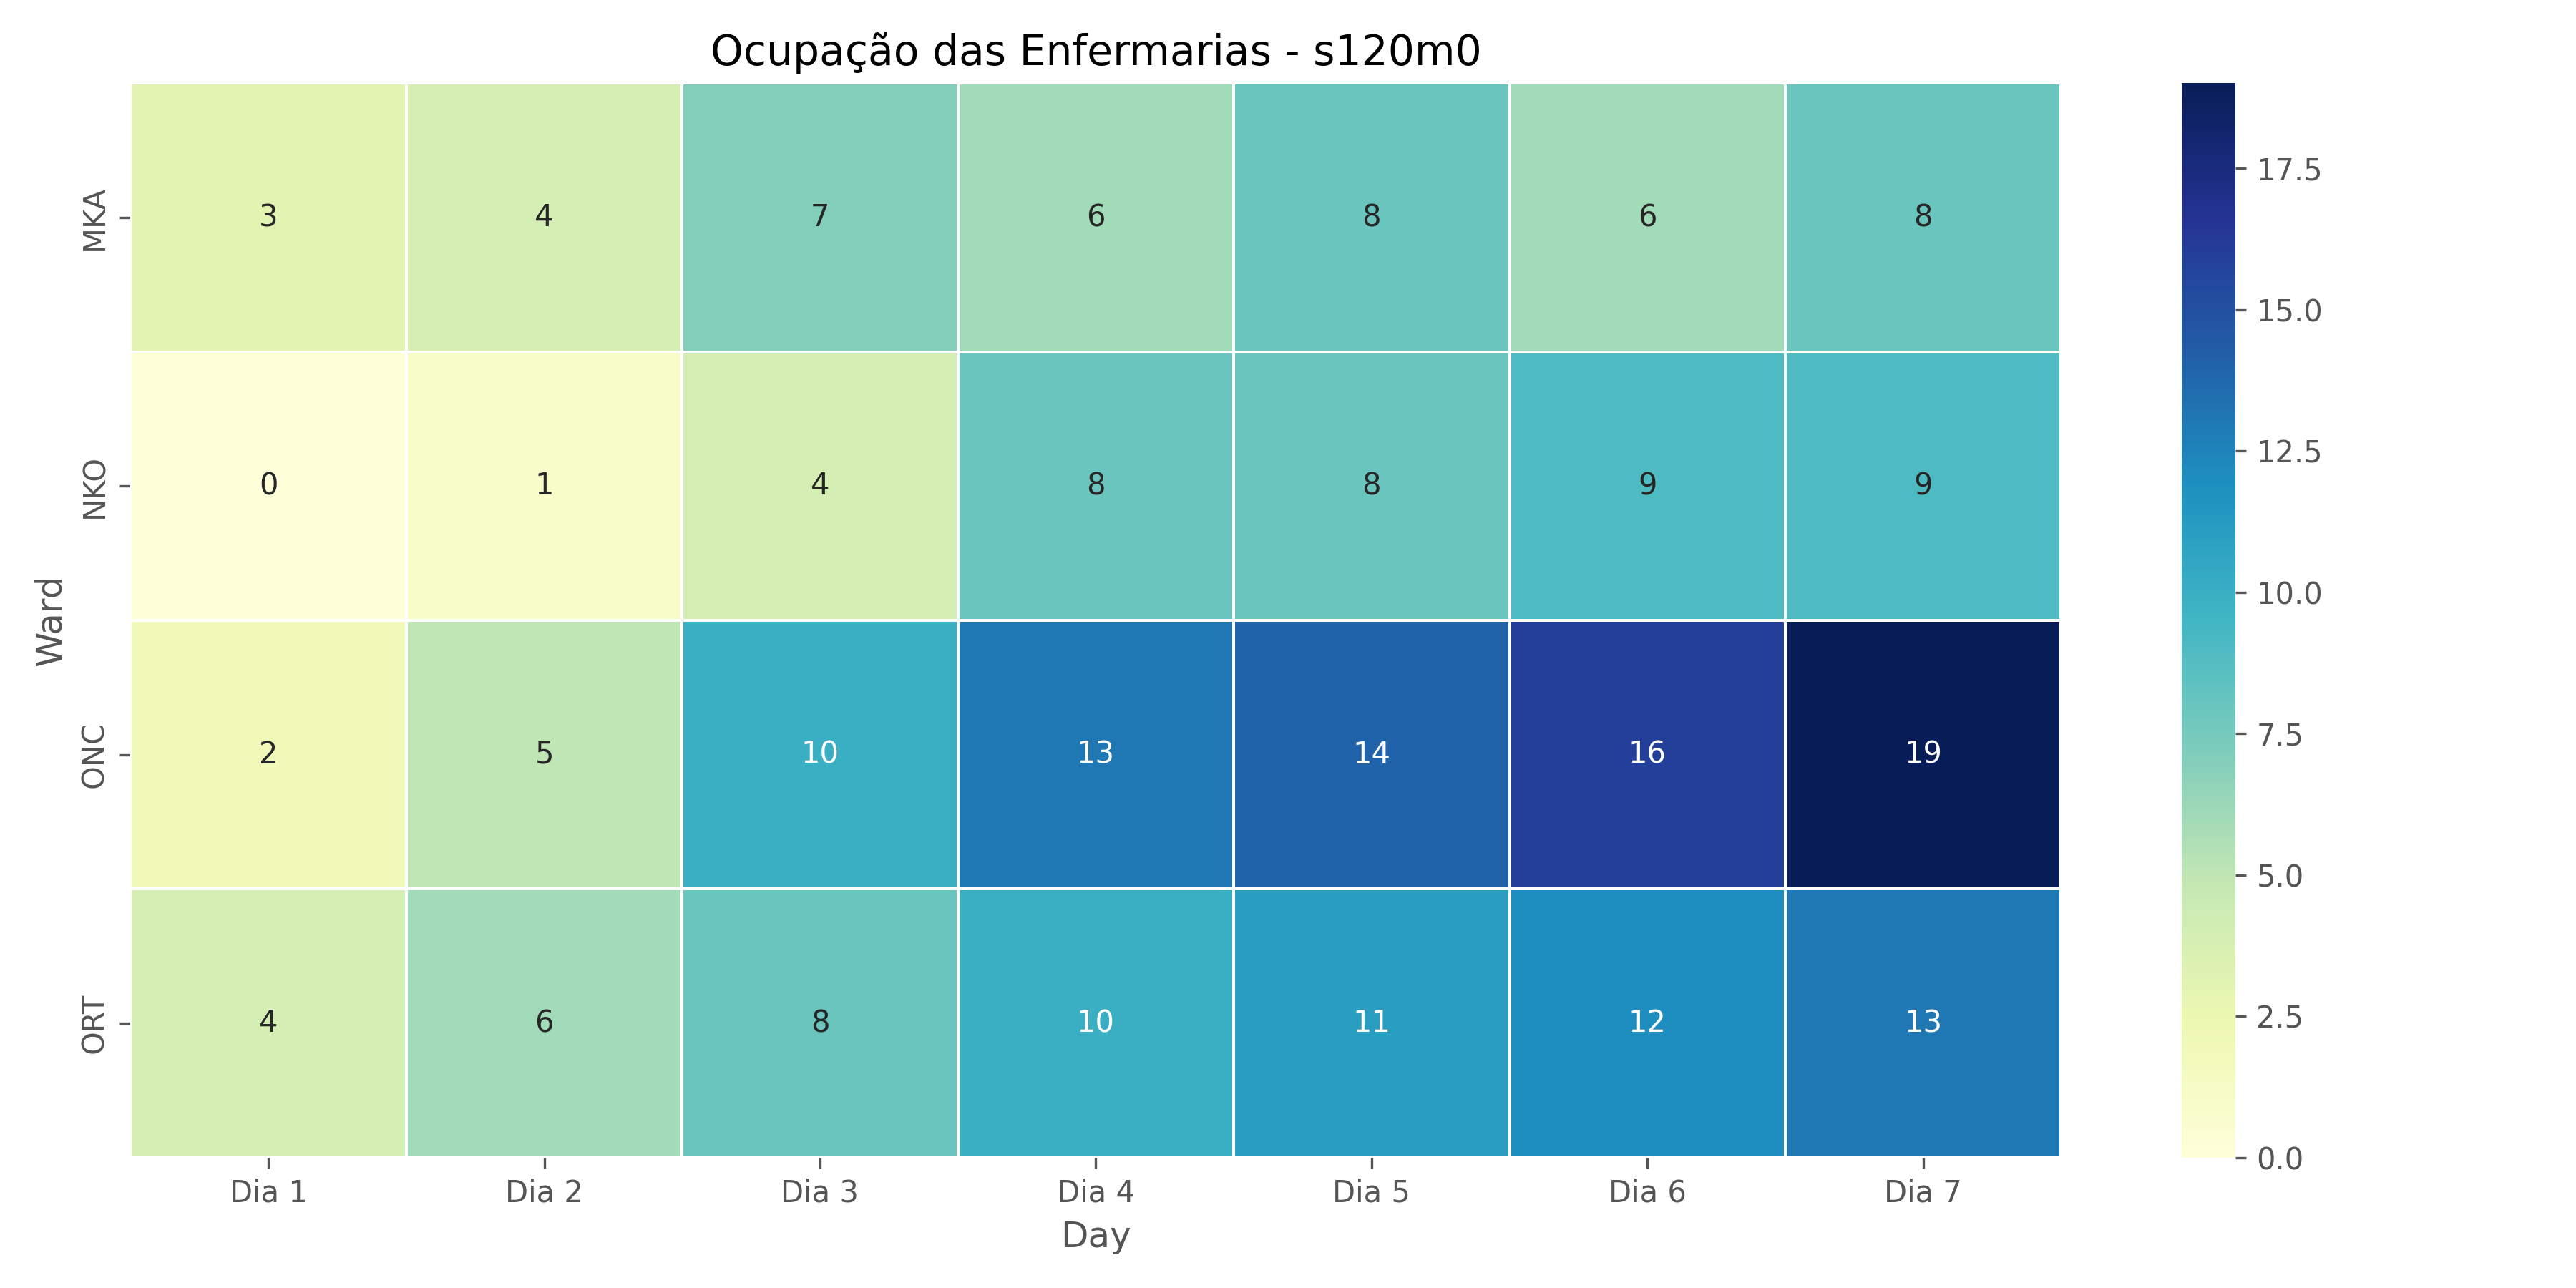 Ocupação das Enfermarias - s120m0
Ward
MKA 3 4 7 6 8 6 8
NKO 0 1 4 8 8 9 9
ONC 2 5 10 13 14 16 19
ORT 4 6 8 10 11 12 13
Dia 1 Dia 2 Dia 3 Dia 4 Dia 5 Dia 6 Dia 7
Day
17.5
15.0
12.5
10.0
7.5
5.0
2.5
0.0